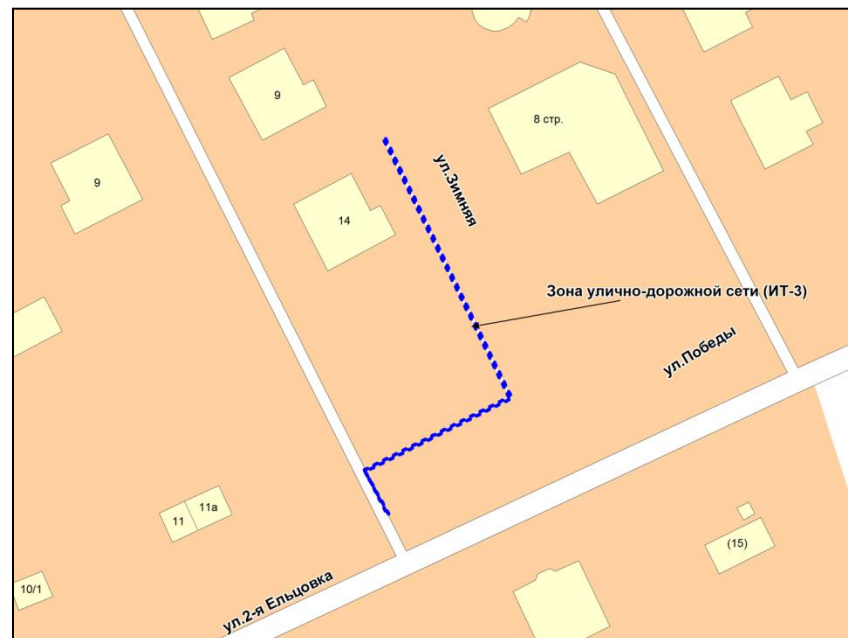 9
8 стр.
9
ул.Зимняя
14
Зона улично-дорожной сети (ИТ-3)
ул.Победы
11
11а
(15)
10/1
ул.2-я Ельцовка